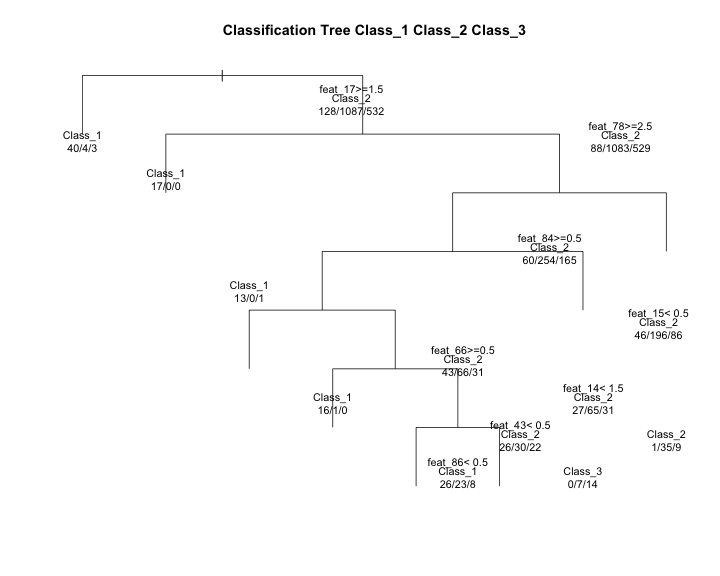 Classification Tree Class_1 Class_2 Class_3
feat_17>=1.5
Class_2
128/1087/532
feat_78>=2.5
Class_2
88/1083/529
Class_1
40/4/3
Class_1
17/0/0
feat_84>=0.5
Class_2
60/254/165
Class_1
13/0/1
feat_15< 0.5
Class_2
46/196/86
feat_66>=0.5
Class_2
43/66/31
feat_14< 1.5
Class_2
27/65/31
Class_1
16/1/0
feat_43< 0.5
Class_2
26/30/22
Class_2
1/35/9
feat_86< 0.5
Class_1
26/23/8
Class_3
0/7/14